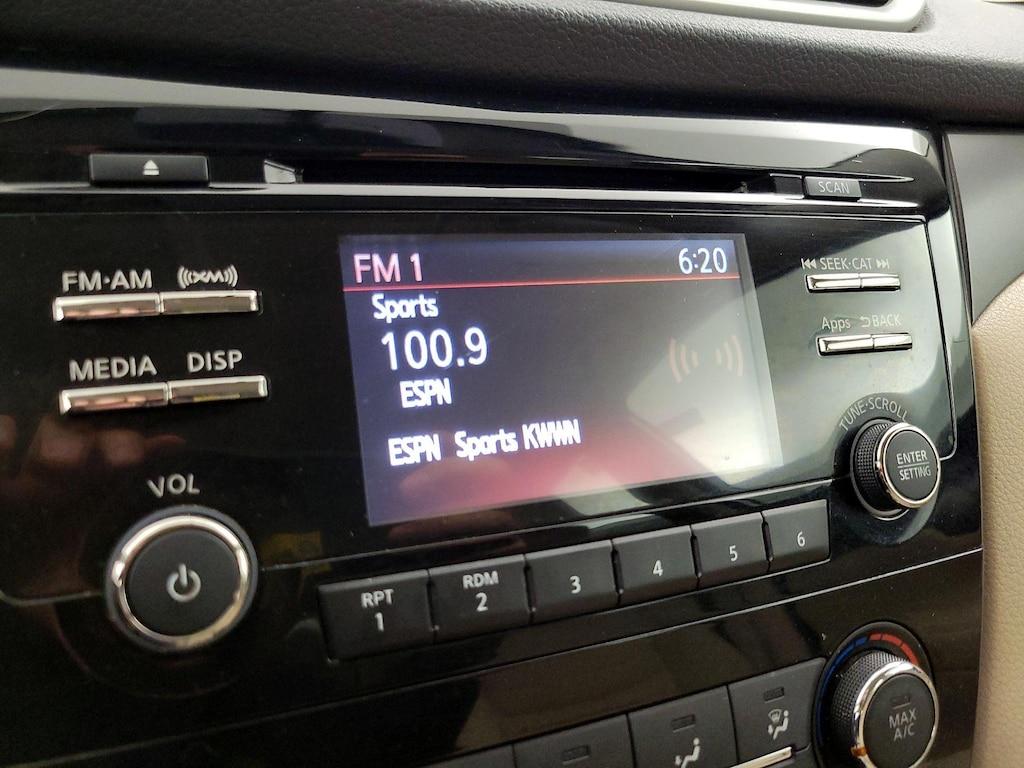 SCAN
FM·AM
((XM))
MEDIA
DISP
VOL
FM 1
6:20
Sports
100.9
ESPN
ESPN Sports KWWN
SEEK·CAT
Apps
BACK
TUNE·SCROLL
ENTER
SETTING
RPT
1
RDM
2
3
4
5
6
MAX
A/C